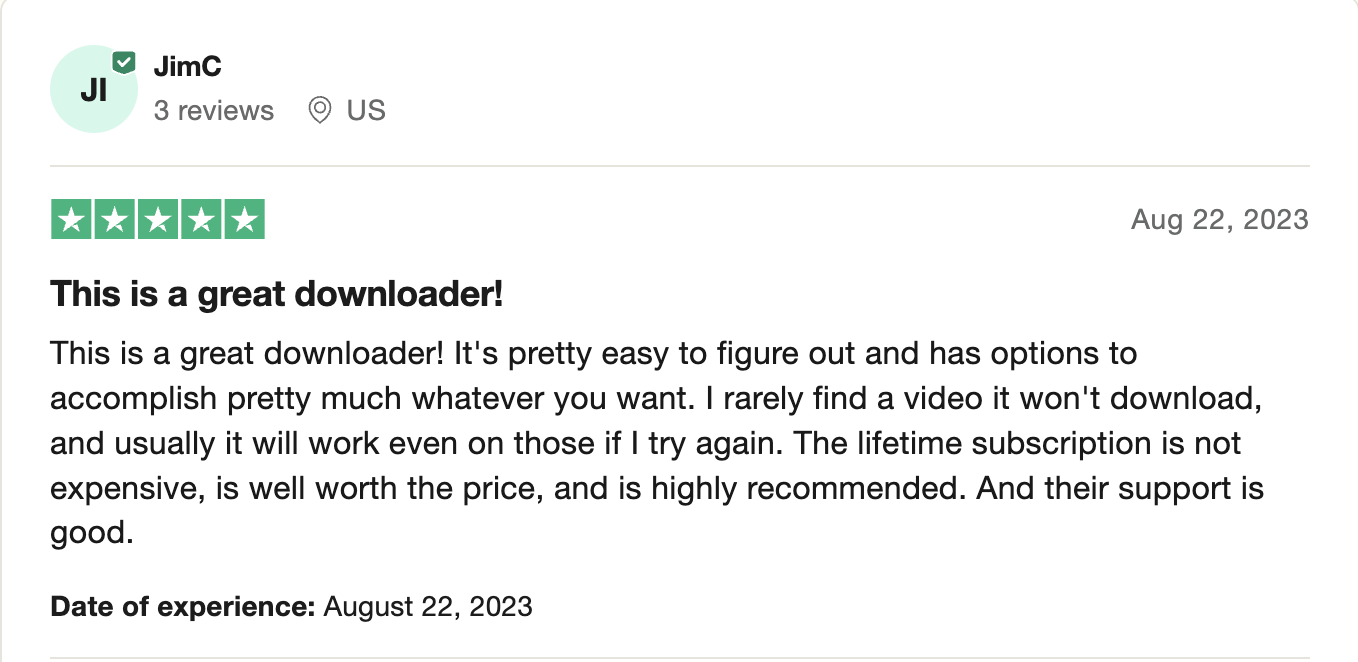 JI
JimC
3 reviews US
Aug 22, 2023
This is a great downloader!
This is a great downloader! It's pretty easy to figure out and has options to
accomplish pretty much whatever you want. I rarely find a video it won't download,
and usually it will work even on those if I try again. The lifetime subscription is not
expensive, is well worth the price, and is highly recommended. And their support is
good.
Date of experience: August 22, 2023